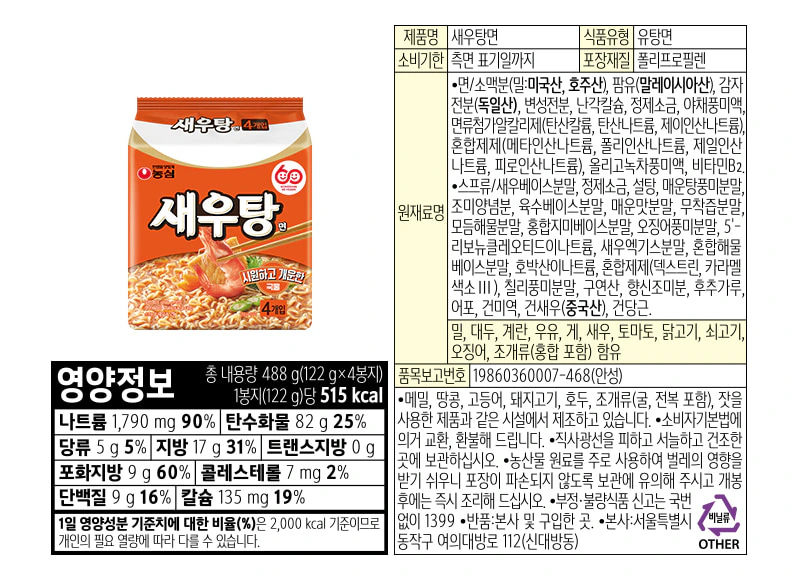 새우탕면 4개입
농심
새우탕면
시원하고 개운한
국물
4개입
영양정보
총 내용량 488 g(122 g×4봉지)
1봉지(122 g)당 515 kcal
나트륨 1,790 mg 90% 탄수화물 82 g 25%
당류 5 g 5% 지방 17 g 31% 트랜스지방 0 g
포화지방 9 g 60% 콜레스테롤 7 mg 2%
단백질 9 g 16% 칼슘 135 mg 19%
1일 영양성분 기준치에 대한 비율(%)은 2,000 kcal 기준이므로
개인의 필요 열량에 따라 다를 수 있습니다.
제품명 새우탕면 식품유형 유탕면
소비기한 측면 표기일까지 포장재질 폴리프로필렌
원재료명
•면/소맥분(밀:미국산, 호주산), 팜유(말레이시아산), 감자
전분(독일산), 변성전분, 난각칼슘, 정제소금, 야채풍미액,
면류첨가알칼리제(탄산칼륨, 탄산나트륨, 제이인산나트륨),
혼합제제(메타인산나트륨, 폴리인산나트륨, 제일인산
나트륨, 피로인산나트륨), 올리고녹차풍미액, 비타민B₂.
•스프류/새우베이스분말, 정제소금, 설탕, 매운탕풍미분말,
조미양념분, 육수베이스분말, 매운맛분말, 무착즙분말,
모듬해물분말, 홍합지미베이스분말, 오징어풍미분말, 5'-
리보뉴클레오티드이나트륨, 새우엑기스분말, 혼합해물
베이스분말, 호박산이나트륨, 혼합제제(덱스트린, 카라멜
색소Ⅲ), 칠리풍미분말, 구연산, 향신조미분, 후추가루,
어포, 건미역, 건새우(중국산), 건당근.
밀, 대두, 계란, 우유, 게, 새우, 토마토, 닭고기, 쇠고기,
오징어, 조개류(홍합 포함) 함유
품목보고번호 19860360007-468(안성)
•메밀, 땅콩, 고등어, 돼지고기, 호두, 조개류(굴, 전복 포함), 잣을
사용한 제품과 같은 시설에서 제조하고 있습니다. •소비자기본법에
의거 교환, 환불해 드립니다. •직사광선을 피하고 서늘하고 건조한
곳에 보관하십시오. •농산물 원료를 주로 사용하여 벌레의 영향을
받기 쉬우니 포장이 파손되지 않도록 보관에 유의해 주시고 개봉
후에는 즉시 조리해 드십시오. •부정·불량식품 신고는 국번
없이 1399 •반품:본사 및 구입한 곳. •본사:서울특별시
동작구 여의대방로 112(신대방동)
비닐류
OTHER